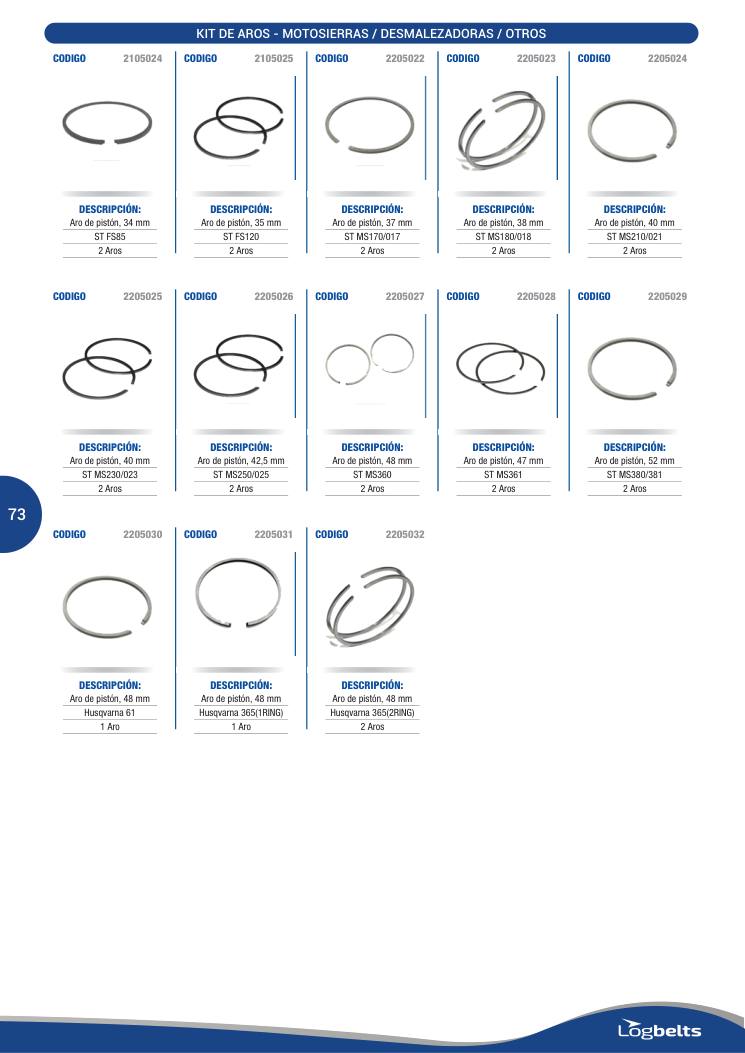 KIT DE AROS - MOTOSIERRAS / DESMALEZADORAS / OTROS
CODIGO 2105024
DESCRIPCIÓN:
Aro de pistón, 34 mm
ST FS85
2 Aros
CODIGO 2105025
DESCRIPCIÓN:
Aro de pistón, 35 mm
ST FS120
2 Aros
CODIGO 2205022
DESCRIPCIÓN:
Aro de pistón, 37 mm
ST MS170/017
2 Aros
CODIGO 2205023
DESCRIPCIÓN:
Aro de pistón, 38 mm
ST MS180/018
2 Aros
CODIGO 2205024
DESCRIPCIÓN:
Aro de pistón, 40 mm
ST MS210/021
2 Aros
CODIGO 2205025
DESCRIPCIÓN:
Aro de pistón, 40 mm
ST MS230/023
2 Aros
CODIGO 2205026
DESCRIPCIÓN:
Aro de pistón, 42,5 mm
ST MS250/025
2 Aros
CODIGO 2205027
DESCRIPCIÓN:
Aro de pistón, 48 mm
ST MS360
2 Aros
CODIGO 2205028
DESCRIPCIÓN:
Aro de pistón, 47 mm
ST MS361
2 Aros
CODIGO 2205029
DESCRIPCIÓN:
Aro de pistón, 52 mm
ST MS380/381
2 Aros
73
CODIGO 2205030
DESCRIPCIÓN:
Aro de pistón, 48 mm
Husqvarna 61
1 Aro
CODIGO 2205031
DESCRIPCIÓN:
Aro de pistón, 48 mm
Husqvarna 365(1RING)
1 Aro
CODIGO 2205032
DESCRIPCIÓN:
Aro de pistón, 48 mm
Husqvarna 365(2RING)
2 Aros
Logbelts